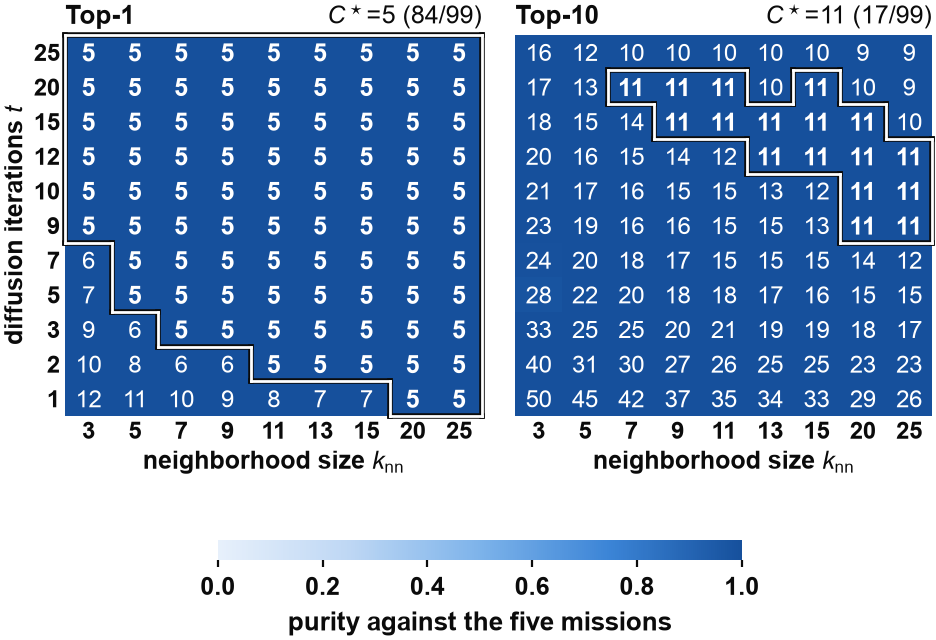 Top-1 C⋆=5 (84/99)
25 5 5 5 5 5 5 5 5 5
20 5 5 5 5 5 5 5 5 5
15 5 5 5 5 5 5 5 5 5
12 5 5 5 5 5 5 5 5 5
10 5 5 5 5 5 5 5 5 5
9 5 5 5 5 5 5 5 5 5
7 6 5 5 5 5 5 5 5 5
5 7 5 5 5 5 5 5 5 5
3 9 6 5 5 5 5 5 5 5
2 10 8 6 6 5 5 5 5 5
1 12 11 10 9 8 7 7 5 5
3 5 7 9 11 13 15 20 25
diffusion iterations t
neighborhood size knn
Top-10 C⋆=11 (17/99)
16 12 10 10 10 10 10 9 9
17 13 11 11 11 10 11 10 9
18 15 14 11 11 11 11 11 10
20 16 15 14 12 11 11 11 11
21 17 16 15 15 13 12 11 11
23 19 16 16 15 15 13 11 11
24 20 18 17 15 15 15 14 12
28 22 20 18 18 17 16 15 15
33 25 25 20 21 19 19 18 17
40 31 30 27 26 25 25 23 23
50 45 42 37 35 34 33 29 26
3 5 7 9 11 13 15 20 25
neighborhood size knn
0.0 0.2 0.4 0.6 0.8 1.0
purity against the five missions